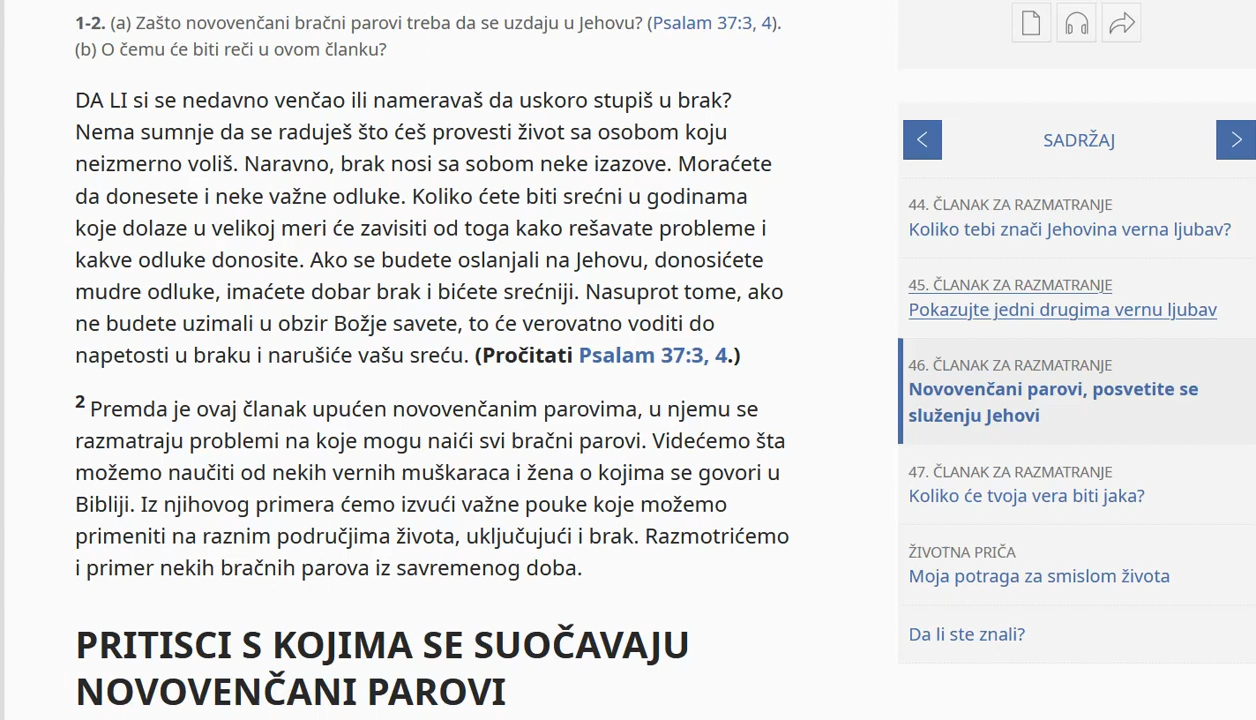 1-2. (a) Zašto novovenčani bračni parovi treba da se uzdaju u Jehovu? (Psalam 37:3, 4).
(b) O čemu će biti reči u ovom članku?
DA LI si se nedavno venčao ili nameravaš da uskoro stupiš u brak?
Nema sumnje da se raduješ što ćeš provesti život sa osobom koju
neizmerno voliš. Naravno, brak nosi sa sobom neke izazove. Moraćete
da donesete i neke važne odluke. Koliko ćete biti srećni u godinama
koje dolaze u velikoj meri će zavisiti od toga kako rešavate probleme i
kakve odluke donosite. Ako se budete oslanjali na Jehovu, donosićete
mudre odluke, imaćete dobar brak i bićete srećniji. Nasuprot tome, ako
ne budete uzimali u obzir Božje savete, to će verovatno voditi do
napetosti u braku i narušiće vašu sreću. (Pročitati Psalam 37:3, 4.)
2 Premda je ovaj članak upućen novovenčanim parovima, u njemu se
razmatraju problemi na koje mogu naići svi bračni parovi. Videćemo šta
možemo naučiti od nekih vernih muškaraca i žena o kojima se govori u
Bibliji. Iz njihovog primera ćemo izvući važne pouke koje možemo
primeniti na raznim područjima života, uključujući i brak. Razmotrićemo
i primer nekih bračnih parova iz savremenog doba.
PRITISCI S KOJIMA SE SUOČAVAJU
NOVOVENČANI PAROVI
SADRŽAJ
44. ČLANAK ZA RAZMATRANJE
Koliko tebi znači Jehovina verna ljubav?
45. ČLANAK ZA RAZMATRANJE
Pokazujte jedni drugima vernu ljubav
46. ČLANAK ZA RAZMATRANJE
Novovenčani parovi, posvetite se
služenju Jehovi
47. ČLANAK ZA RAZMATRANJE
Koliko će tvoja vera biti jaka?
ŽIVOTNA PRIČA
Moja potraga za smislom života
Da li ste znali?